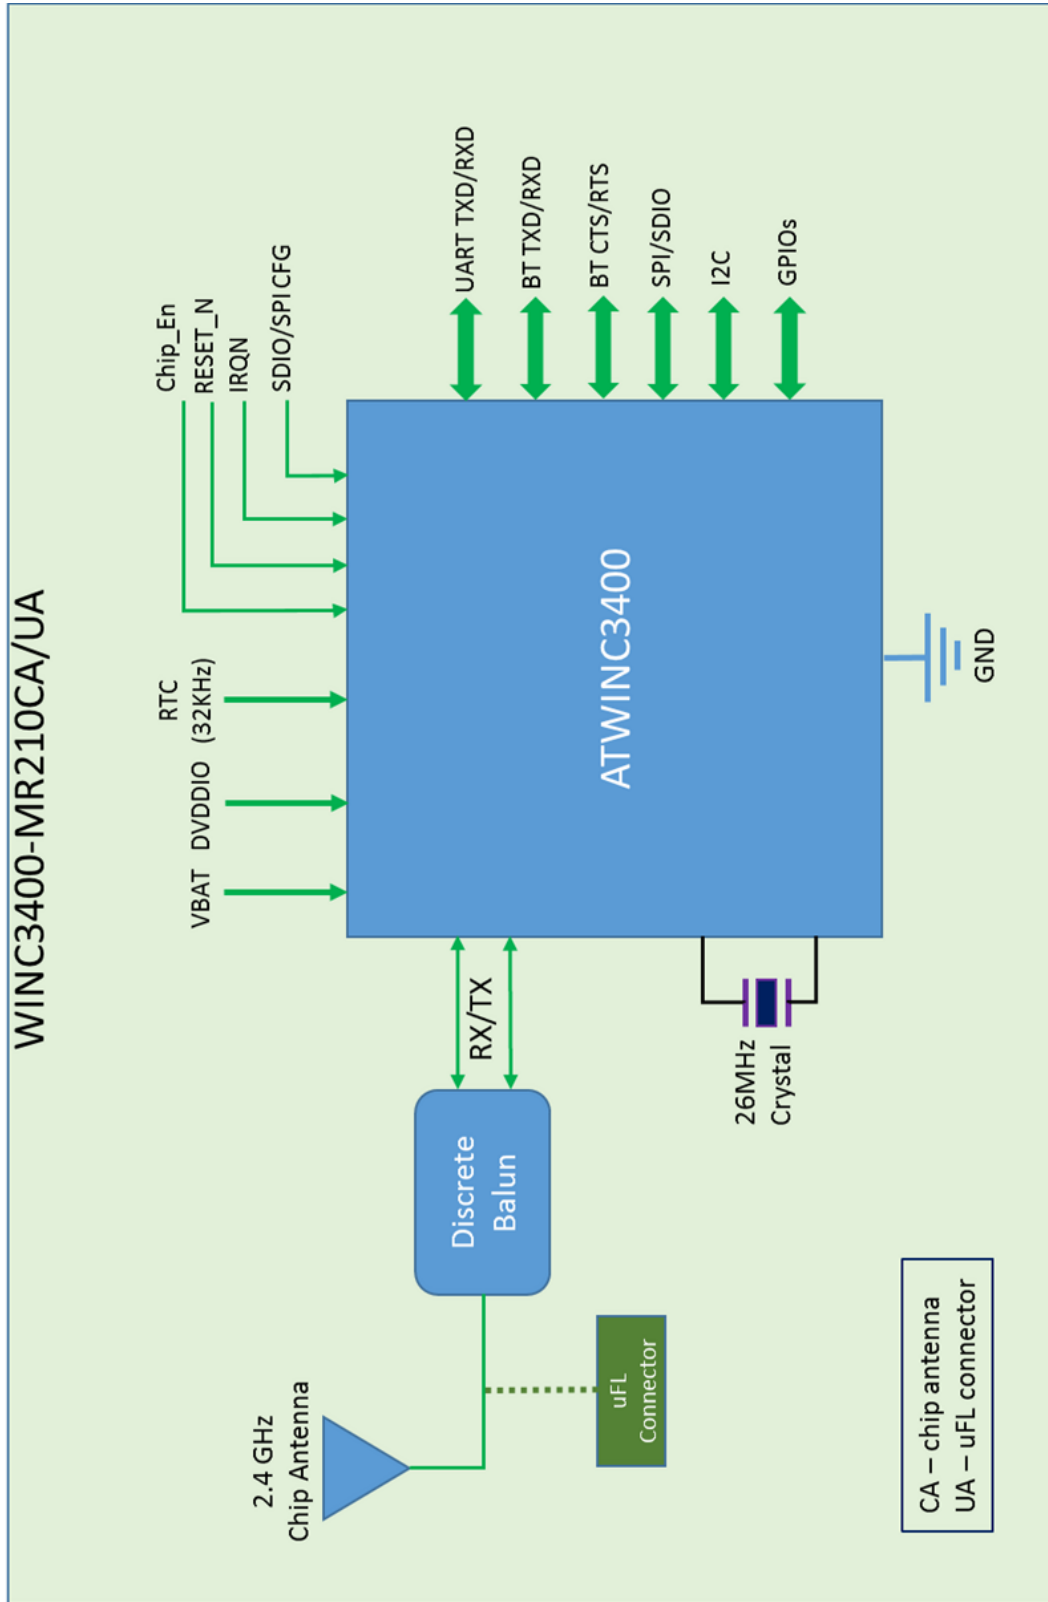 WINC3400-MR210CA/UA
2.4 GHz
Chip Antenna
VBAT
DVDDIO
RTC
(32KHz)
Chip_En
RESET_N
IRQN
SDIO/SPI CFG
Discrete
Balun
RX/TX
uFL
Connector
26MHz
Crystal
ATWINC3400
UART TXD/RXD
BT TXD/RXD
BT CTS/RTS
SPI/SDIO
I2C
GPIOs
GND
CA – chip antenna
UA – uFL connector